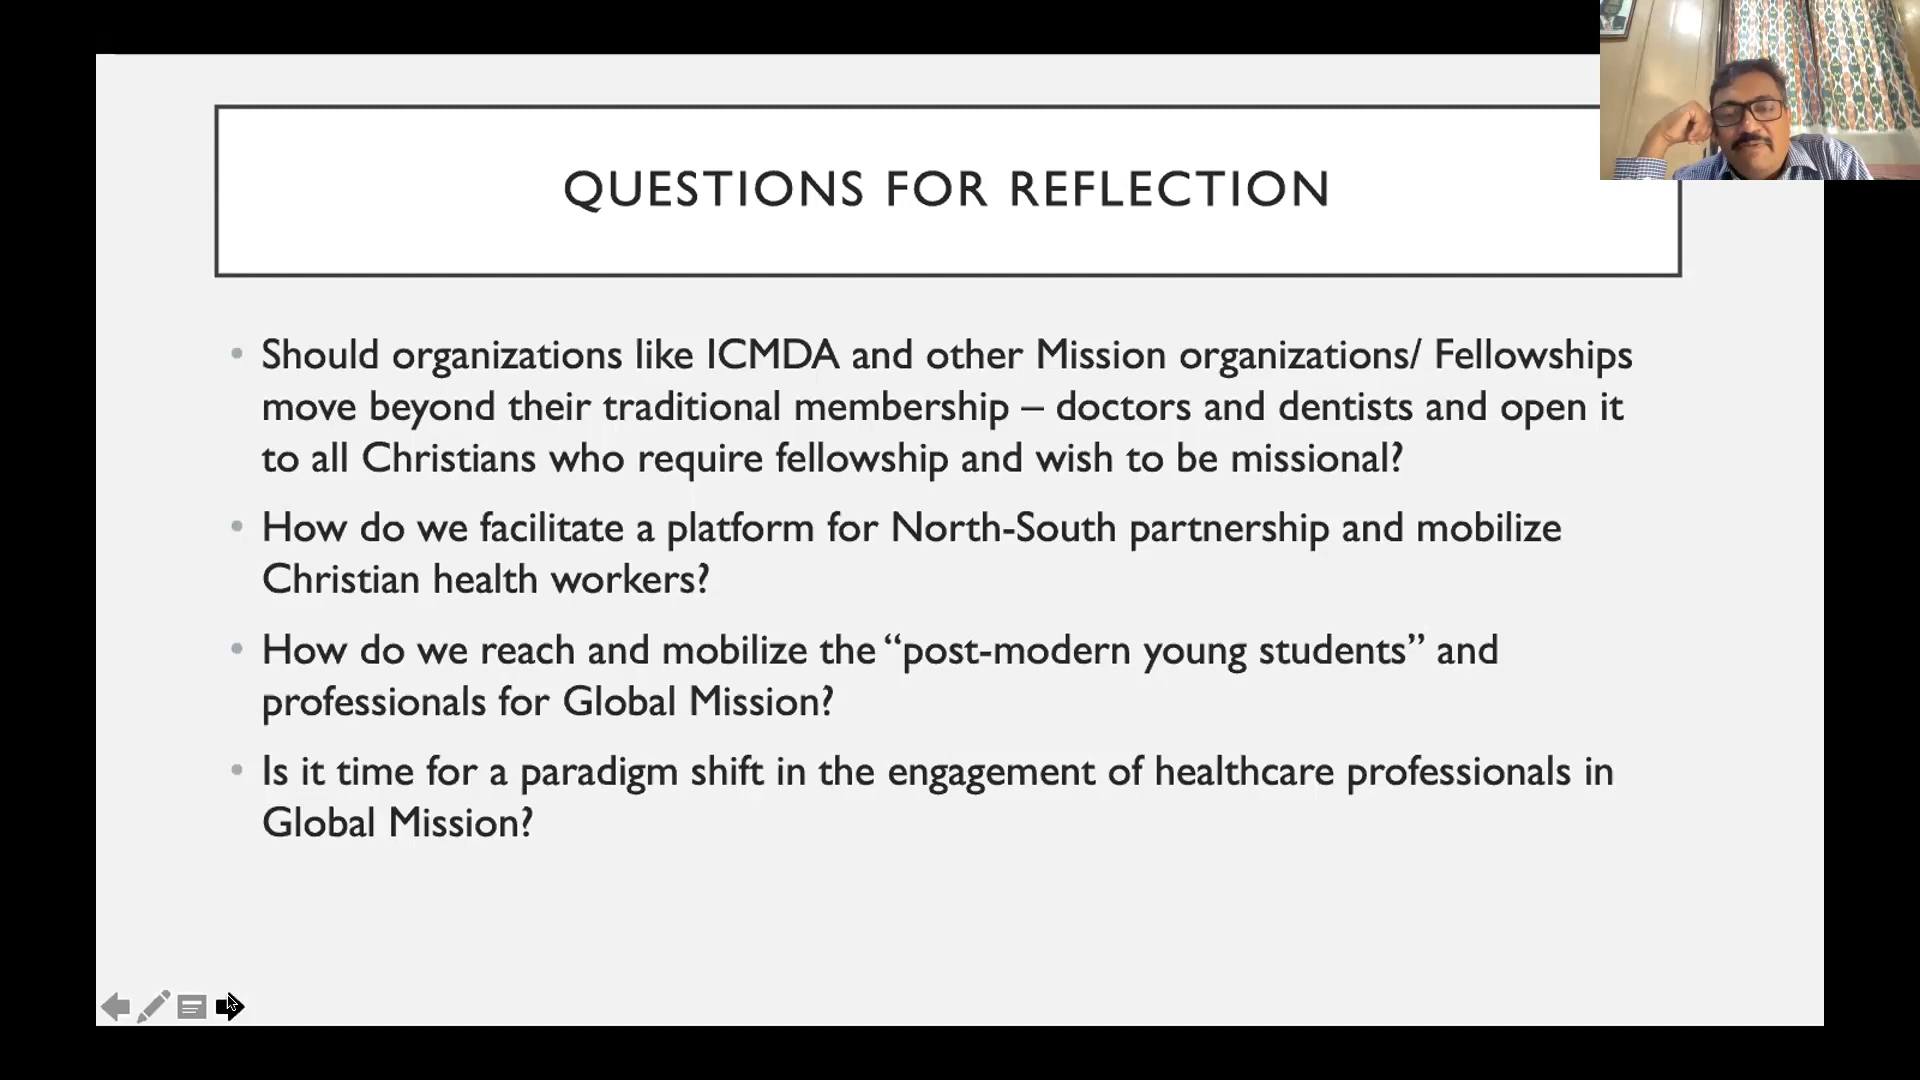 QUESTIONS FOR REFLECTION
• Should organizations like ICMDA and other Mission organizations/ Fellowships
move beyond their traditional membership – doctors and dentists and open it
to all Christians who require fellowship and wish to be missional?
• How do we facilitate a platform for North-South partnership and mobilize
Christian health workers?
• How do we reach and mobilize the “post-modern young students” and
professionals for Global Mission?
• Is it time for a paradigm shift in the engagement of healthcare professionals in
Global Mission?